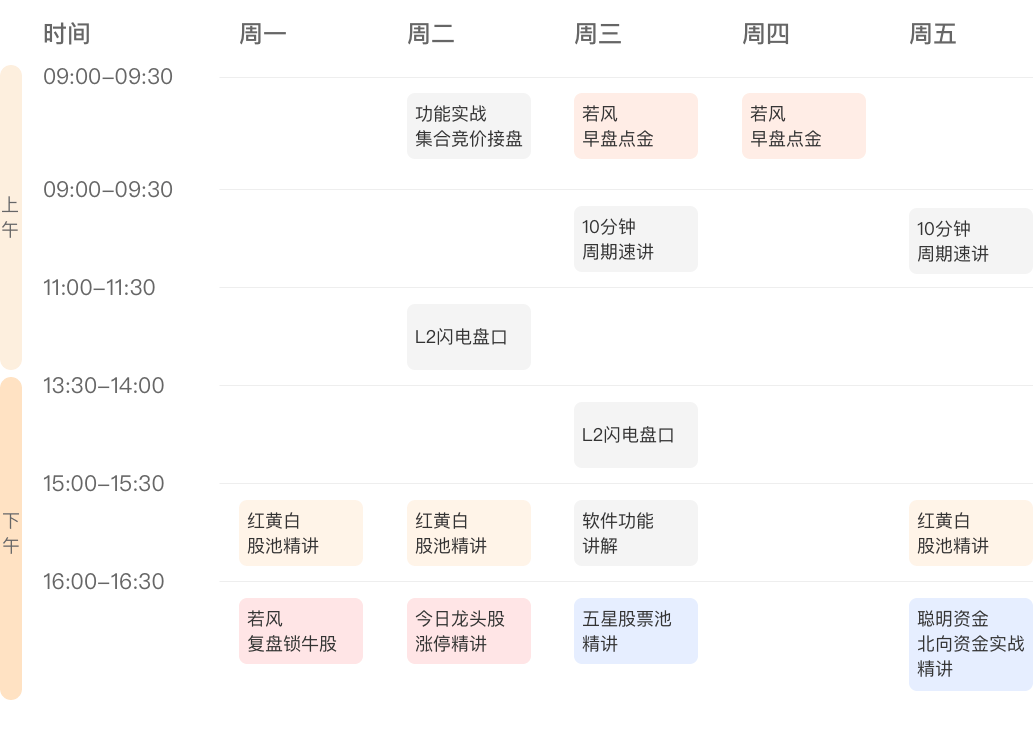 时间
周一
周二
周三
周四
周五
上午
09:00–09:30
功能实战
集合竞价接盘
若风
早盘点金
若风
早盘点金
09:00–09:30
10分钟
周期速讲
10分钟
周期速讲
11:00–11:30
L2闪电盘口
下午
13:30–14:00
L2闪电盘口
15:00–15:30
红黄白
股池精讲
红黄白
股池精讲
软件功能
讲解
红黄白
股池精讲
16:00–16:30
若风
复盘锁牛股
今日龙头股
涨停精讲
五星股票池
精讲
聪明资金
北向资金实战
精讲